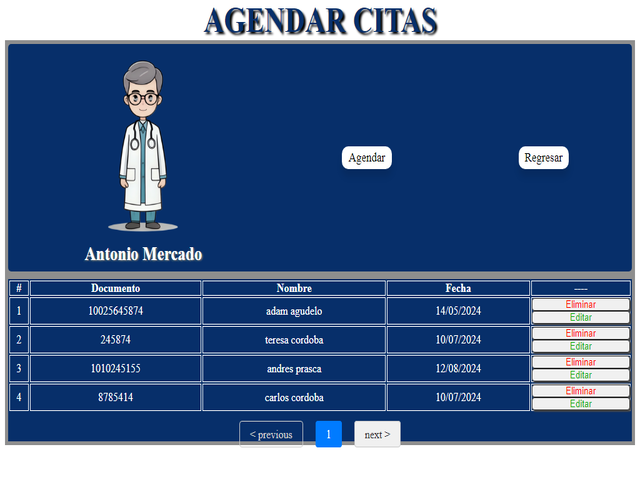 AGENDAR CITAS
Agendar Regresar
Antonio Mercado
# Documento Nombre Fecha ----
1 10025645874 adam agudelo 14/05/2024 Eliminar
Editar
2 245874 teresa cordoba 10/07/2024 Eliminar
Editar
3 1010245155 andres prasca 12/08/2024 Eliminar
Editar
4 8785414 carlos cordoba 10/07/2024 Eliminar
Editar
< previous 1 next >